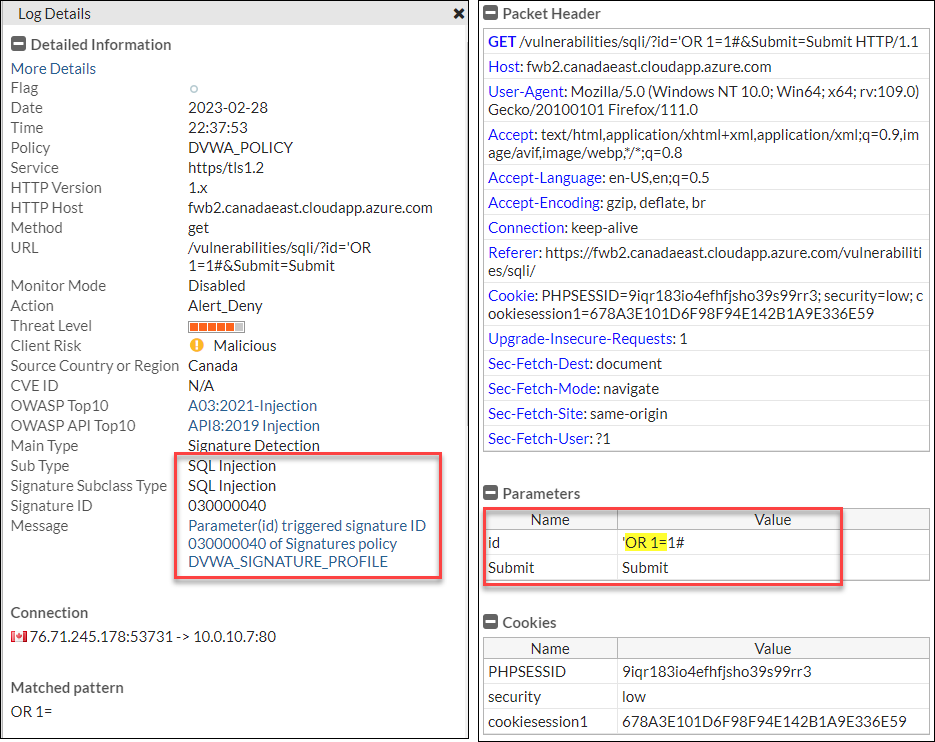 Log Details
Detailed Information
More Details
Flag
Date 2023-02-28
Time 22:37:53
Policy DVWA_POLICY
Service https/tls1.2
HTTP Version 1.x
HTTP Host fwb2.canadaeast.cloudapp.azure.com
Method get
URL /vulnerabilities/sqli/?id='OR
1=1#&Submit=Submit
Monitor Mode Disabled
Action Alert_Deny
Threat Level
Client Risk Malicious
Source Country or Region Canada
CVE ID N/A
OWASP Top10 A03:2021-Injection
OWASP API Top10 API8:2019 Injection
Main Type Signature Detection
Sub Type SQL Injection
Signature Subclass Type SQL Injection
Signature ID 030000040
Message Parameter(id) triggered signature ID
030000040 of Signatures policy
DVWA_SIGNATURE_PROFILE
Connection
76.71.245.178:53731 -> 10.0.10.7:80
Matched pattern
OR 1=
Packet Header
GET /vulnerabilities/sqli/?id='OR 1=1#&Submit=Submit HTTP/1.1
Host: fwb2.canadaeast.cloudapp.azure.com
User-Agent: Mozilla/5.0 (Windows NT 10.0; Win64; x64; rv:109.0)
Gecko/20100101 Firefox/111.0
Accept: text/html,application/xhtml+xml,application/xml;q=0.9,im
age/avif,image/webp,*/*;q=0.8
Accept-Language: en-US,en;q=0.5
Accept-Encoding: gzip, deflate, br
Connection: keep-alive
Referer: https://fwb2.canadaeast.cloudapp.azure.com/vulnerabiliti
es/sqli/
Cookie: PHPSESSID=9iqr183io4efhfjsho39s99rr3; security=low; c
ookiesession1=678A3E101D6F98F94E142B1A9E336E59
Upgrade-Insecure-Requests: 1
Sec-Fetch-Dest: document
Sec-Fetch-Mode: navigate
Sec-Fetch-Site: same-origin
Sec-Fetch-User: ?1
Parameters
Name Value
id 'OR 1=1#
Submit Submit
Cookies
Name Value
PHPSESSID 9iqr183io4efhfjsho39s99rr3
security low
cookiesession1 678A3E101D6F98F94E142B1A9E336E59